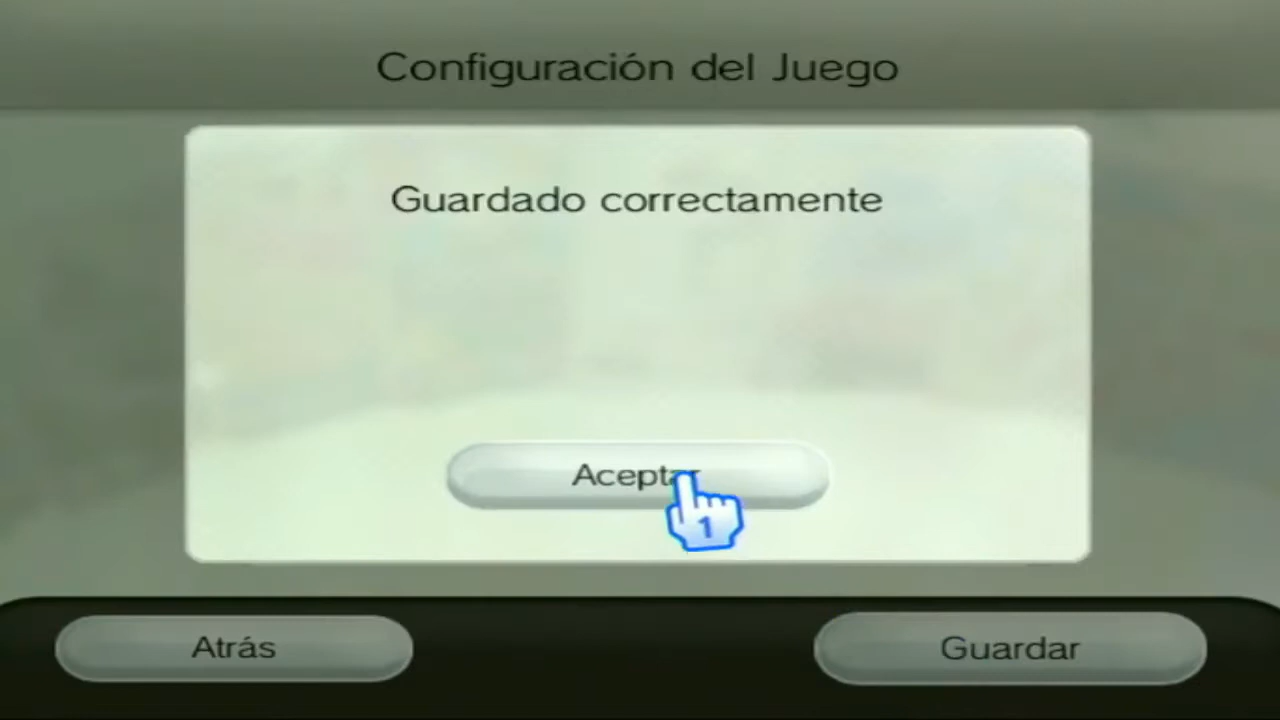 Configuración del Juego
Guardado correctamente
Aceptar
1
Atrás
Guardar